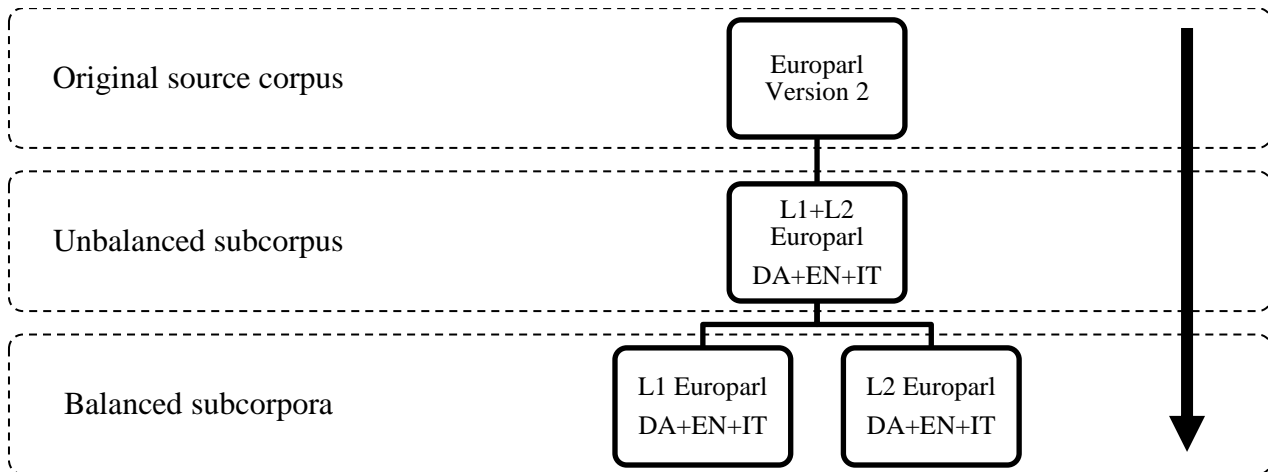 Original source corpus
Europarl
Version 2
Unbalanced subcorpus
L1+L2
Europarl
DA+EN+IT
Balanced subcorpora
L1 Europarl
DA+EN+IT
L2 Europarl
DA+EN+IT